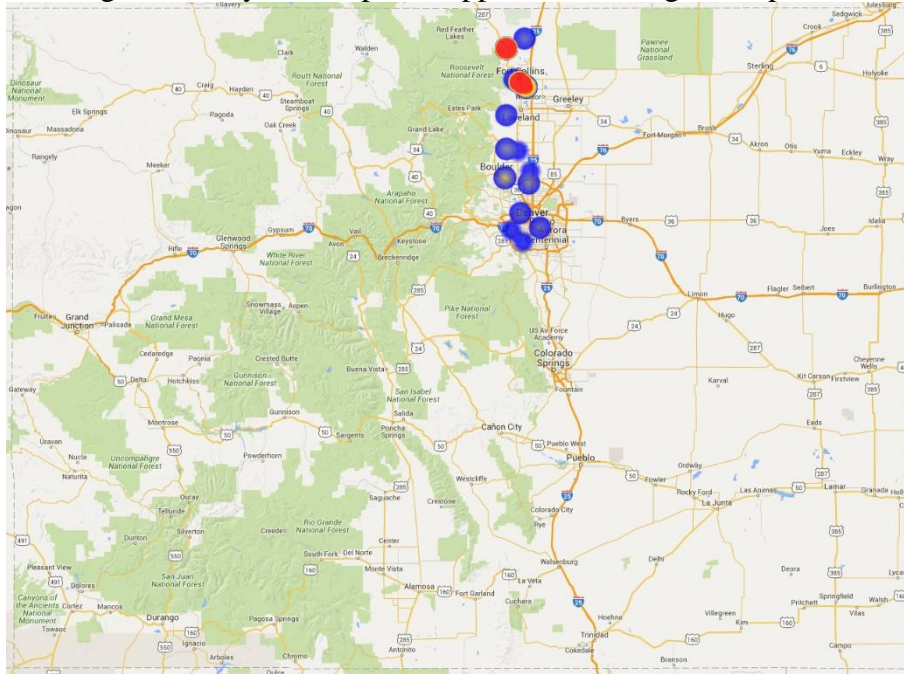 Savery
Red Feather
Lakes
Julesburg
Sedgwick
Crook
Clark
Walden
Pawnee
National
Grassland
Sterling
Holyoke
Routt National
Forest
Roosevelt
National Forest
Fort Collins
Dinosaur
National
Monument
Craig
Hayden
Steamboat
Springs
Greeley
Elk Springs
Pagoda
Oak Creek
Estes Park
Brush
Fort Morgan
Dinosaur
Massadona
Grand Lake
Akron
Otis
Yuma
Eckley
Wray
Rangely
Meeker
Boulder
Arapaho
National Forest
Denver
Byers
Idalia
Joes
Glenwood
Springs
Gypsum
Vail
Avon
Keystone
Breckenridge
Centennial
Rifle
White River
National
Forest
Limon
Flagler
Seibert
Burlington
Hugo
Snowmass
Aspen
Village
Pike National
Forest
Fruita
Grand
Junction
Palisade
Grand Mesa
National Forest
US Air Force
Academy
Colorado
Springs
Cedaredge
Paonia
Crested Butte
Buena Vista
Cheyenne
Wells
Kit Carson
Firstview
Gateway
Delta
Hotchkiss
Gunnison
National Forest
San Isabel
National
Forest
Fountain
Karval
Montrose
Gunnison
Salida
Poncha
Springs
Cañon City
Eads
Uravan
Sargents
Pueblo West
Pueblo
Nucla
Naturita
Uncompahgre
National Forest
Powderhorn
Westcliffe
Ordway
Fowler
Rocky Ford
Las Animas
Lamar
Granada
La Junta
Ouray
Telluride
Saguache
Crestone
Colorado City
Rye
Dunton
Silverton
Creede
Rio Grande
National Forest
Center
Walsenburg
Delhi
Pleasant View
South Fork
Del Norte
Monte Vista
Deora
Dolores
San Juan
National
Forest
Alamosa
Fort Garland
La Veta
Cuchara
Canyons of
the Ancients
National
Monument
Cortez
Mancos
Durango
Pagosa Springs
Hoehne
Villegreen
Kim
Pritchett
Springfield
Vilas
Walsh
Towaoc
Ignacio
Trinidad
Cokedale
Arboles
Chromo
Antonito
Branson
Campo